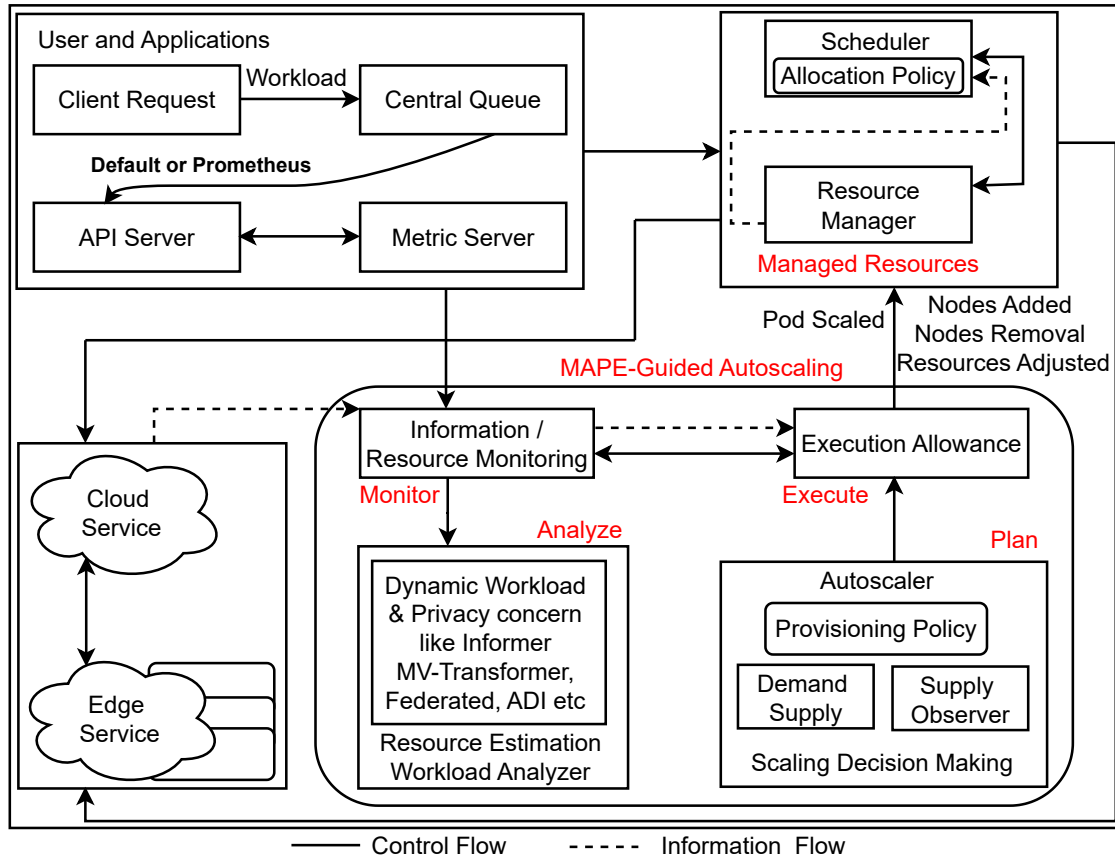 User and Applications
Client Request
Workload
Central Queue
Default or Prometheus
API Server
Metric Server
Scheduler
Allocation Policy
Resource
Manager
Managed Resources
Pod Scaled
Nodes Added
Nodes Removal
Resources Adjusted
MAPE-Guided Autoscaling
Information /
Resource Monitoring
Execution Allowance
Monitor
Execute
Analyze
Plan
Cloud
Service
Edge
Service
Dynamic Workload
& Privacy concern
like Informer
MV-Transformer,
Federated, ADI etc
Resource Estimation
Workload Analyzer
Autoscaler
Provisioning Policy
Demand
Supply
Supply
Observer
Scaling Decision Making
Control Flow
Information Flow